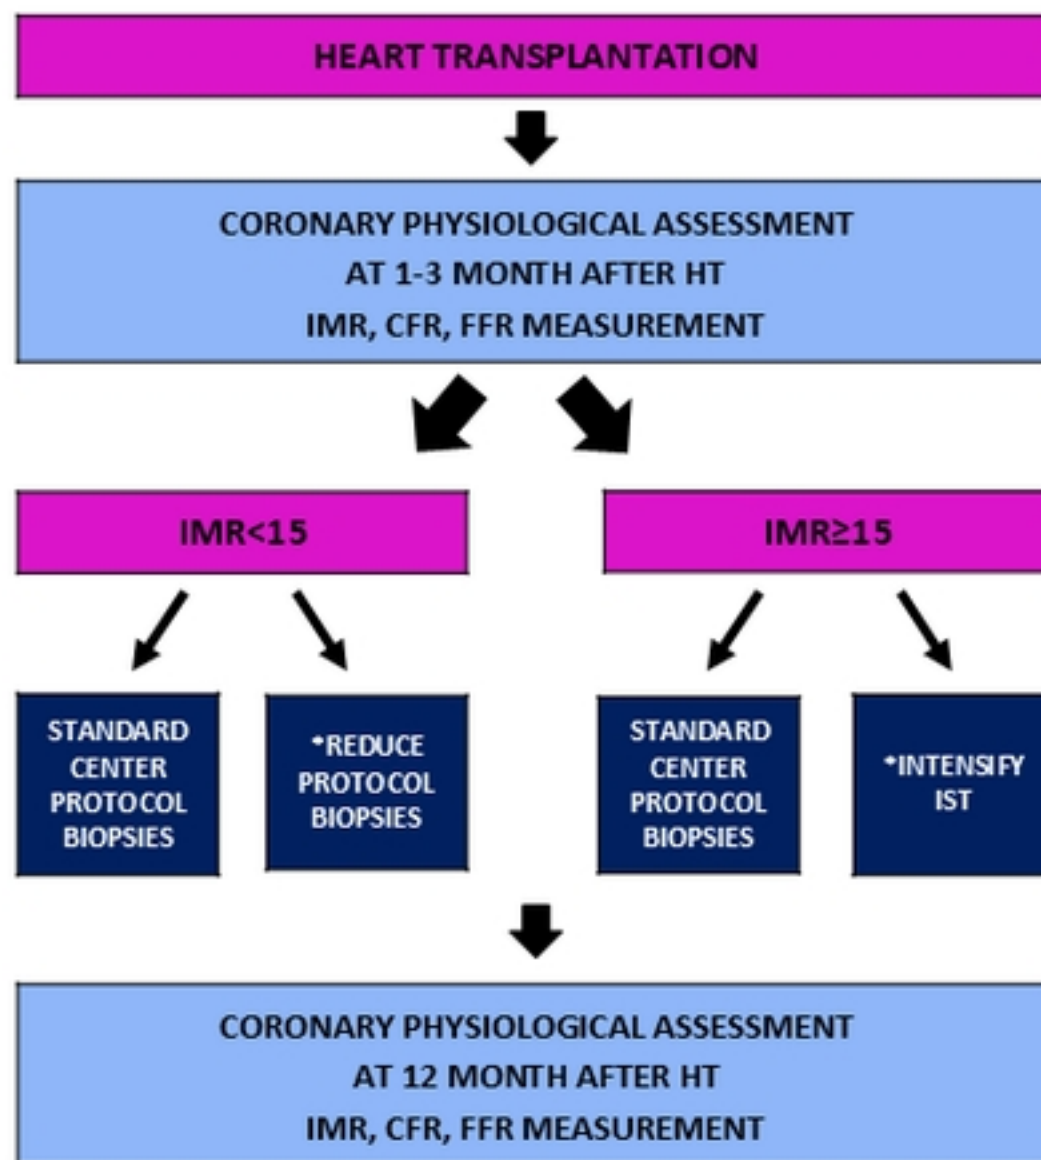 HEART TRANSPLANTATION
CORONARY PHYSIOLOGICAL ASSESSMENT
AT 1-3 MONTH AFTER HT
IMR, CFR, FFR MEASUREMENT
IMR<15
IMR≥15
STANDARD
CENTER
PROTOCOL
BIOPSIES
*REDUCE
PROTOCOL
BIOPSIES
STANDARD
CENTER
PROTOCOL
BIOPSIES
*INTENSIFY
IST
CORONARY PHYSIOLOGICAL ASSESSMENT
AT 12 MONTH AFTER HT
IMR, CFR, FFR MEASUREMENT